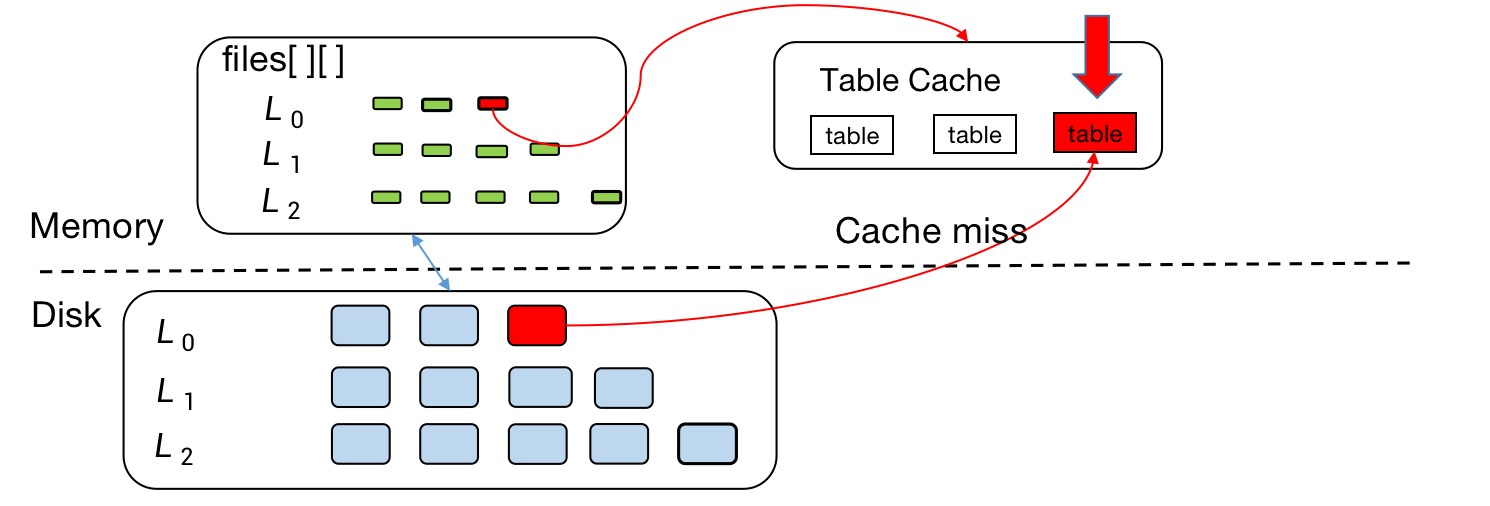 files[ ][ ]
L 0
L 1
L 2
Table Cache
table table table
Memory
Cache miss
Disk
L 0
L 1
L 2